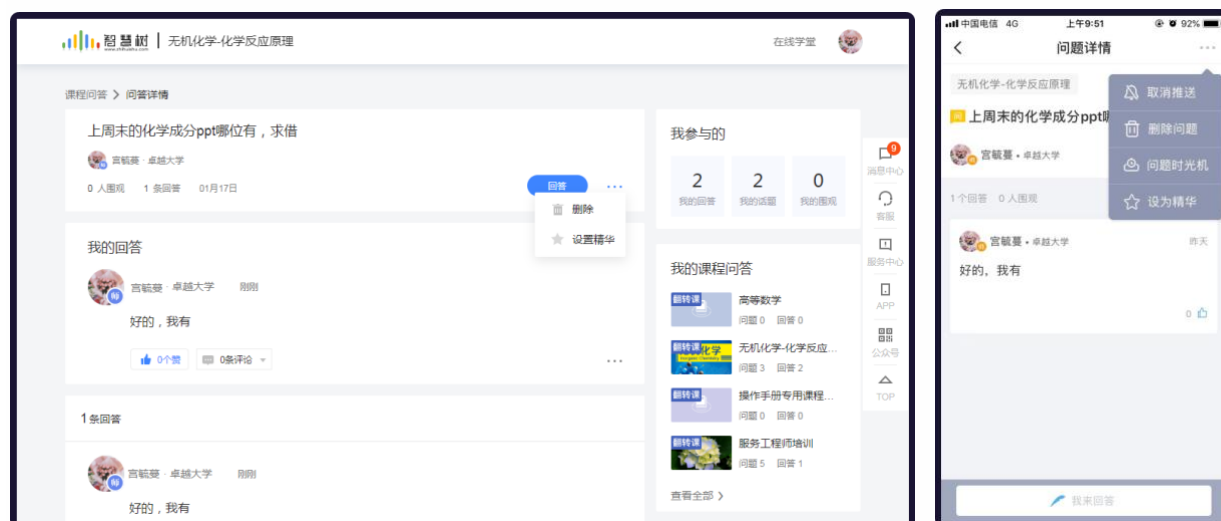 智慧树 | 无机化学-化学反应原理
在线学堂
课程问答 > 问答详情
上周末的化学成分ppt哪位有，求借
宫毓蔓 · 卓越大学
0 人围观 1 条回答 01月17日
回答
删除
设置精华
我的回答
宫毓蔓 · 卓越大学 刚刚
好的，我有
0个赞 0条评论
1条回答
宫毓蔓 · 卓越大学 刚刚
好的，我有
我参与的
2 2 0
我的回答 我的话题 我的围观
我的课程问答
翻转课 高等数学
问题 0 回答 0
翻转课 无机化学-化学反应...
问题 3 回答 2
翻转课 操作手册专用课程...
问题 0 回答 0
翻转课 服务工程师培训
问题 5 回答 1
查看全部 >
9
消息中心
客服
服务中心
APP
公众号
TOP
中国电信 4G 上午9:51 92%
问题详情
无机化学-化学反应原理
上周末的化学成分ppt
宫毓蔓 · 卓越大学
取消推送
删除问题
问题时光机
设为精华
1个回答 0人围观
宫毓蔓 · 卓越大学 昨天
好的，我有
0
我来回答